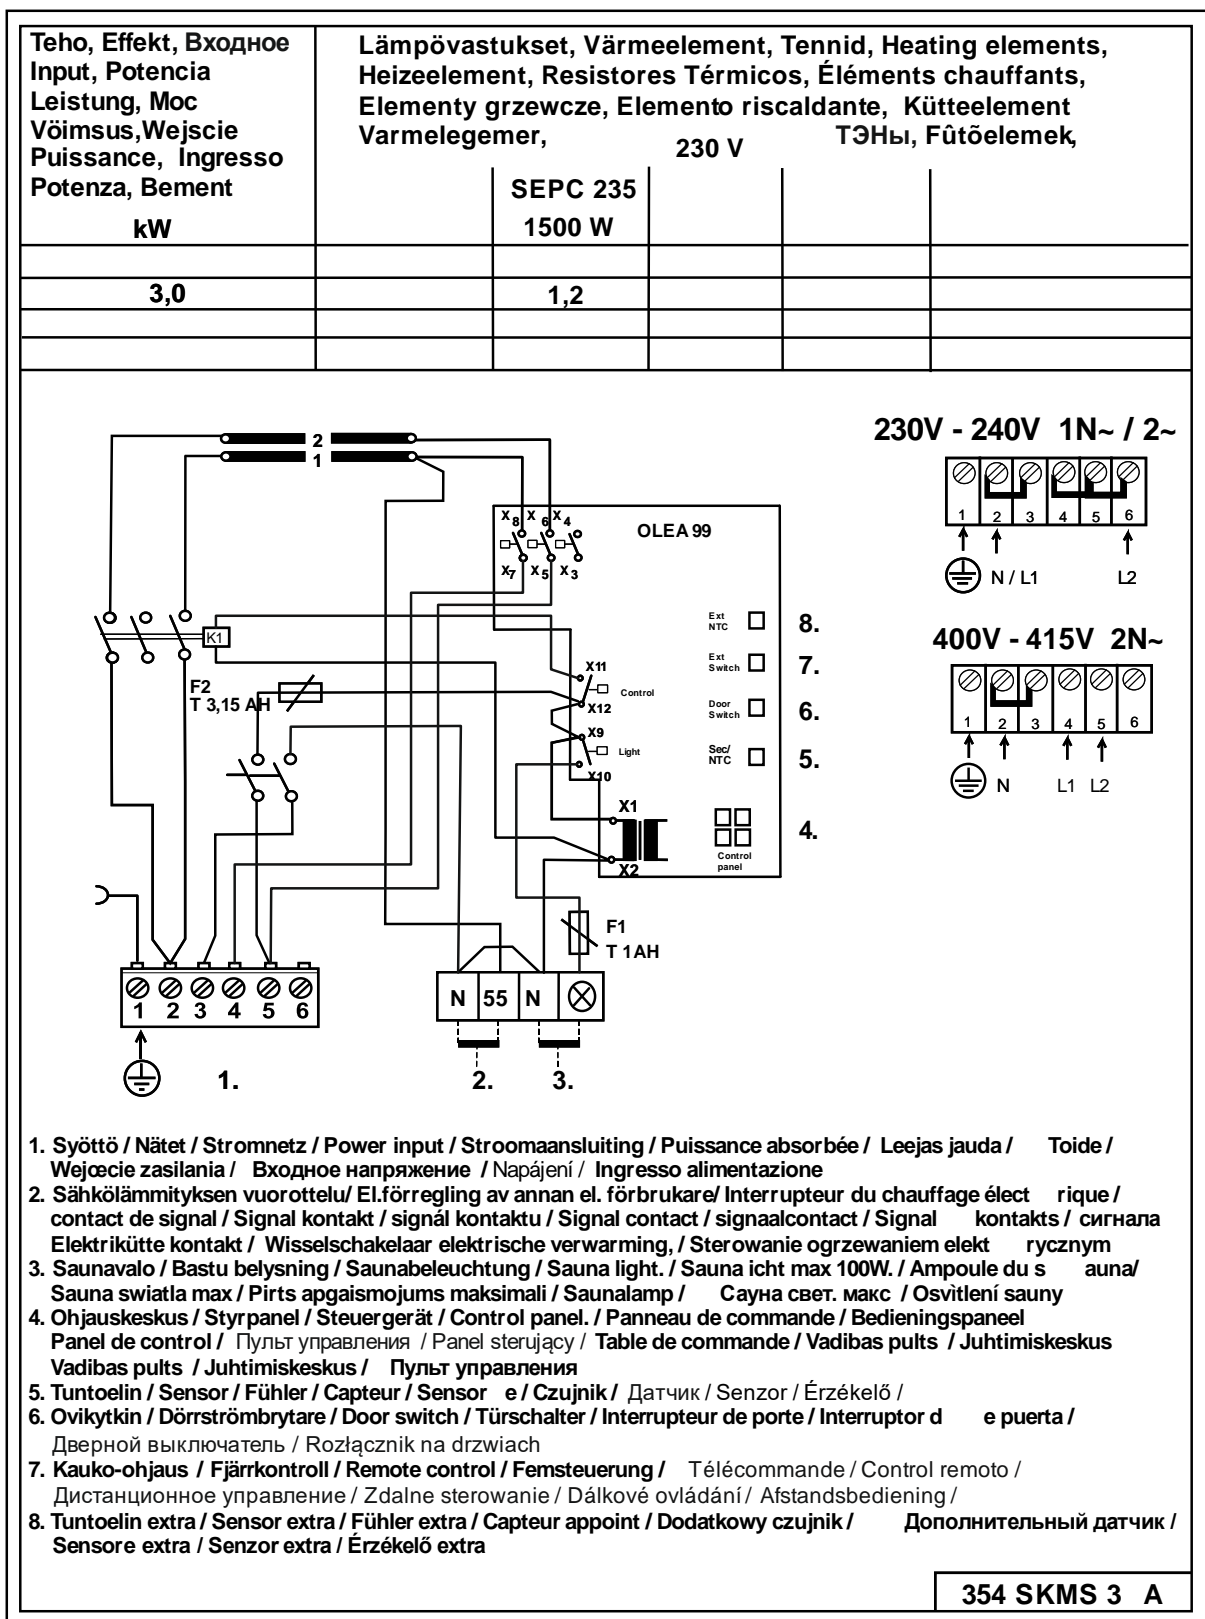 Teho, Effekt, Входное
Input, Potencia
Leistung, Moc
Vöimsus,Wejscie
Puissance, Ingresso
Potenza, Bement
kW
Lämpövastukset, Värmeelement, Tennid, Heating elements,
Heizeelement, Resistores Térmicos, Éléments chauffants,
Elementy grzewcze, Elemento riscaldante, Kütteelement
Varmelegemer, 230 V ТЭНы, Fûtõelemek,
SEPC 235
1500 W
3,0 1,2
230V - 240V 1N~ / 2~
1 2 3 4 5 6
N / L1 L2
400V - 415V 2N~
1 2 3 4 5 6
N L1 L2
2
1
X8 X6 X4
OLEA 99
X7 X5 X3
K1
Ext
NTC
8.
Ext
Switch
7.
Door
Switch
6.
Sec/
NTC
5.
4.
Control
panel
X11
Control
X12
X9
Light
X10
X1
X2
F2
T 3,15 AH
F1
T 1AH
1 2 3 4 5 6
N 55 N
1.
2.
3.
1. Syöttö / Nätet / Stromnetz / Power input / Stroomaansluiting / Puissance absorbée / Leejas jauda / Toide /
Wejœcie zasilania / Входное напряжение / Napájení / Ingresso alimentazione
2. Sähkölämmityksen vuorottelu/ El.förregling av annan el. förbrukare/ Interrupteur du chauffage élect rique /
contact de signal / Signal kontakt / signál kontaktu / Signal contact / signaalcontact / Signal kontakts / сигнала
Elektrikütte kontakt / Wisselschakelaar elektrische verwarming, / Sterowanie ogrzewaniem elekt rycznym
3. Saunavalo / Bastu belysning / Saunabeleuchtung / Sauna light. / Sauna icht max 100W. / Ampoule du s auna/
Sauna swiatla max / Pirts apgaismojums maksimali / Saunalamp / Сауна свет. макс / Osvìtlení sauny
4. Ohjauskeskus / Styrpanel / Steuergerät / Control panel. / Panneau de commande / Bedieningspaneel
Panel de control / Пульт управления / Panel sterujący / Table de commande / Vadibas pults / Juhtimiskeskus
Vadibas pults / Juhtimiskeskus / Пульт управления
5. Tuntoelin / Sensor / Fühler / Capteur / Sensor e / Czujnik / Датчик / Senzor / Érzékelő /
6. Ovikytkin / Dörrströmbrytare / Door switch / Türschalter / Interrupteur de porte / Interruptor d e puerta /
Дверной выключатель / Rozłącznik na drzwiach
7. Kauko-ohjaus / Fjärrkontroll / Remote control / Femsteuerung / Télécommande / Control remoto /
Дистанционное управление / Zdalne sterowanie / Dálkové ovládání / Afstandsbediening /
8. Tuntoelin extra / Sensor extra / Fühler extra / Capteur appoint / Dodatkowy czujnik / Дополнительный датчик /
Sensore extra / Senzor extra / Érzékelő extra
354 SKMS 3 A